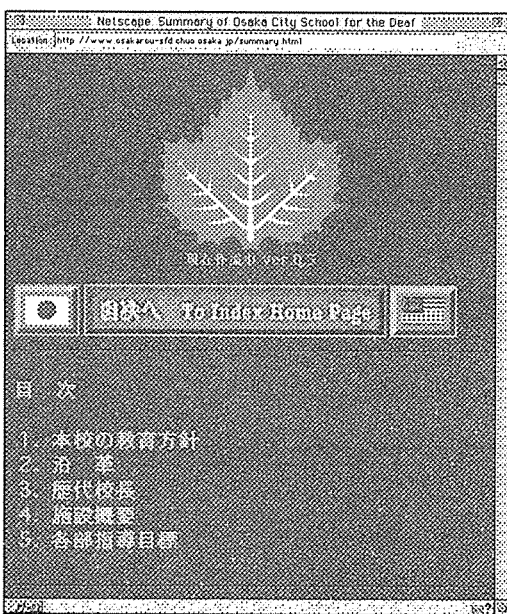 Netscape: Summary of Osaka City School for the Deaf
Location: http://www.osakarou-sfd.chuo.osaka.jp/summary.html
目次へ To Index Home Page
目 次
1. 本校の教育方針
2. 沿 革
3. 歴代校長
4. 施設概要
5. 各部指導目標